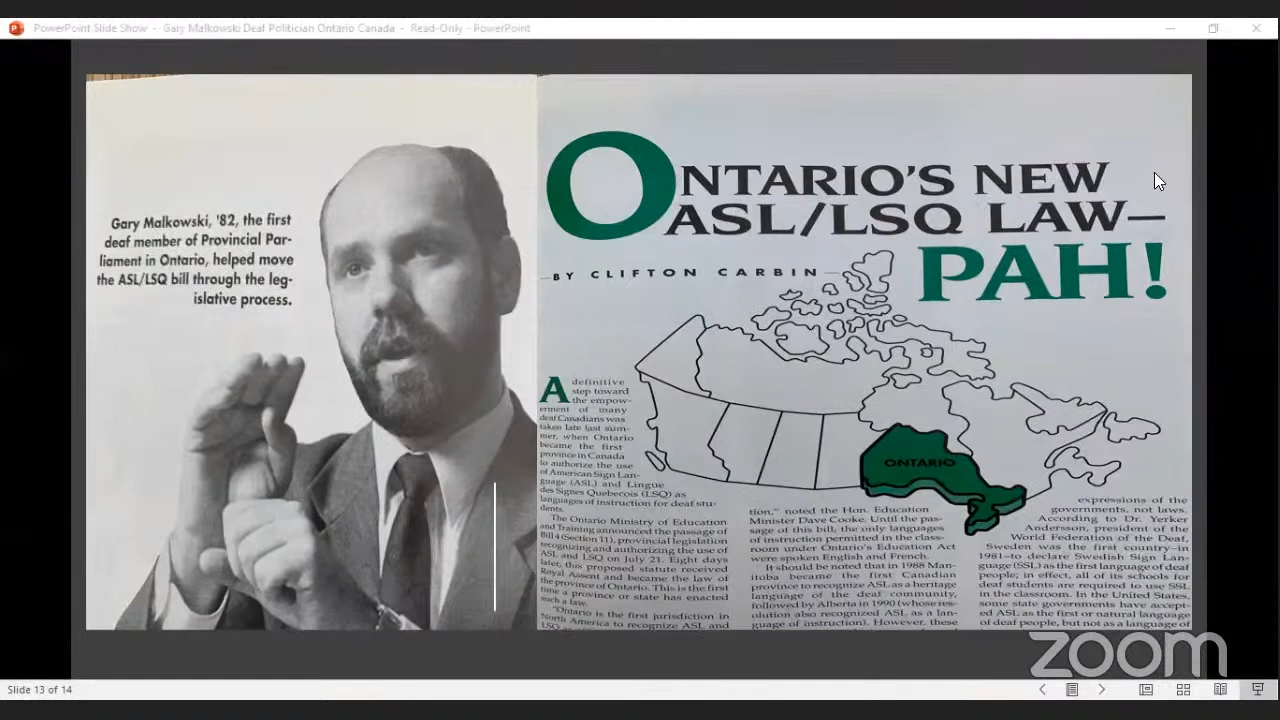 PowerPoint Slide Show - Gary Malkowski Deaf Politician Ontario Canada - Read-Only - PowerPoint
Gary Malkowski, '82, the first
deaf member of Provincial Par-
liament in Ontario, helped move
the ASL/LSQ bill through the leg-
islative process.
ONTARIO'S NEW
ASL/LSQ LAW—
PAH!
—BY CLIFTON CARBIN—
ONTARIO
A definitive
step toward
the empow-
erment of many
deaf Canadians was
taken late last sum-
mer, when Ontario
became the first
province in Canada
to authorize the use
of American Sign Lan-
guage (ASL) and Lingue
des Signes Quebecois (LSQ) as
languages of instruction for deaf stu-
dents.
The Ontario Ministry of Education
and Training announced the passage of
Bill 4 (Section 11), provincial legislation
recognizing and authorizing the use of
ASL and LSQ on July 21. Eight days
later, this proposed statute received
Royal Assent and became the law of
the province of Ontario. This is the first
time a province or state has enacted
such a law.
"Ontario is the first jurisdiction in
North America to recognize ASL and
tion," noted the Hon. Education
Minister Dave Cooke. Until the pas-
sage of this bill, the only languages
of instruction permitted in the class-
room under Ontario's Education Act
were spoken English and French.
It should be noted that in 1988 Man-
itoba became the first Canadian
province to recognize ASL as a heritage
language of the deaf community,
followed by Alberta in 1990 (whose res-
olution also recognized ASL as a lan-
guage of instruction). However, these
expressions of the
governments, not laws.
According to Dr. Yerker
Andersson, president of the
World Federation of the Deaf,
Sweden was the first country—in
1981—to declare Swedish Sign Lan-
guage (SSL) as the first language of deaf
people; in effect, all of its schools for
deaf students are required to use SSL
in the classroom. In the United States,
some state governments have accept-
ed ASL as the first or natural language
of deaf people, but not as a language of
zoom
Slide 13 of 14